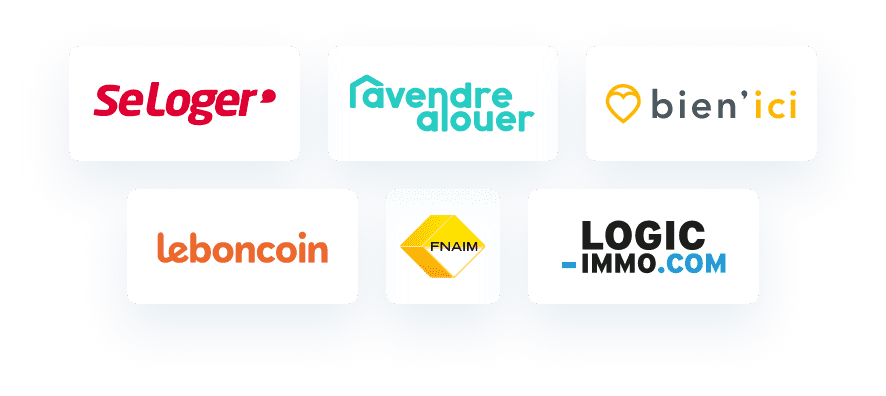 SeLoger
avendre
alouer
bien'ici
leboncoin
FNAIM
LOGIC
-IMMO.COM